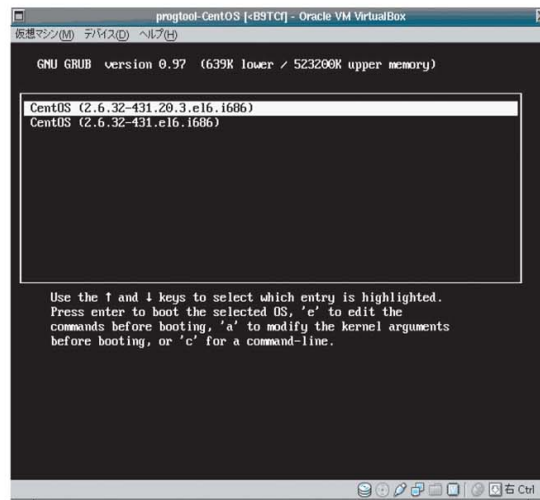 progtool-CentOS [<B9TCf] - Oracle VM VirtualBox
仮想マシン(M) デバイス(D) ヘルプ(H)
GNU GRUB version 0.97 (639K lower / 523200K upper memory)
CentOS (2.6.32-431.20.3.el6.i686)
CentOS (2.6.32-431.el6.i686)
Use the ↑ and ↓ keys to select which entry is highlighted.
Press enter to boot the selected OS, 'e' to edit the
commands before booting, 'a' to modify the kernel arguments
before booting, or 'c' for a command-line.
右 Ctrl